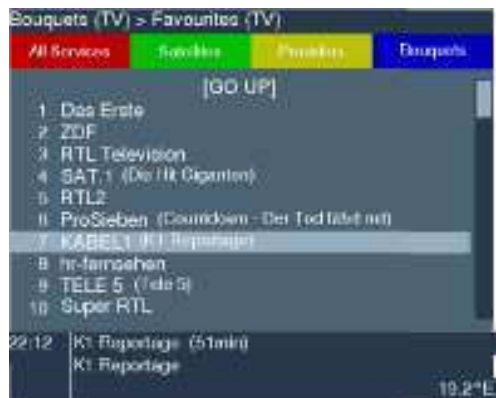 Bouquets (TV) > Favourites (TV)
All Services Satellites Providers Bouquets
[GO UP]
1 Das Erste
2 ZDF
3 RTL Television
4 SAT.1 (Die Hit Giganten)
5 RTL2
6 ProSieben (Countdown - Der Tod fährt mit)
7 KABEL1 (K1 Reportage)
8 hr-fernsehen
9 TELE 5 (Tele 5)
10 Super RTL
22:12 K1 Reportage (51min)
K1 Reportage
19.2°E